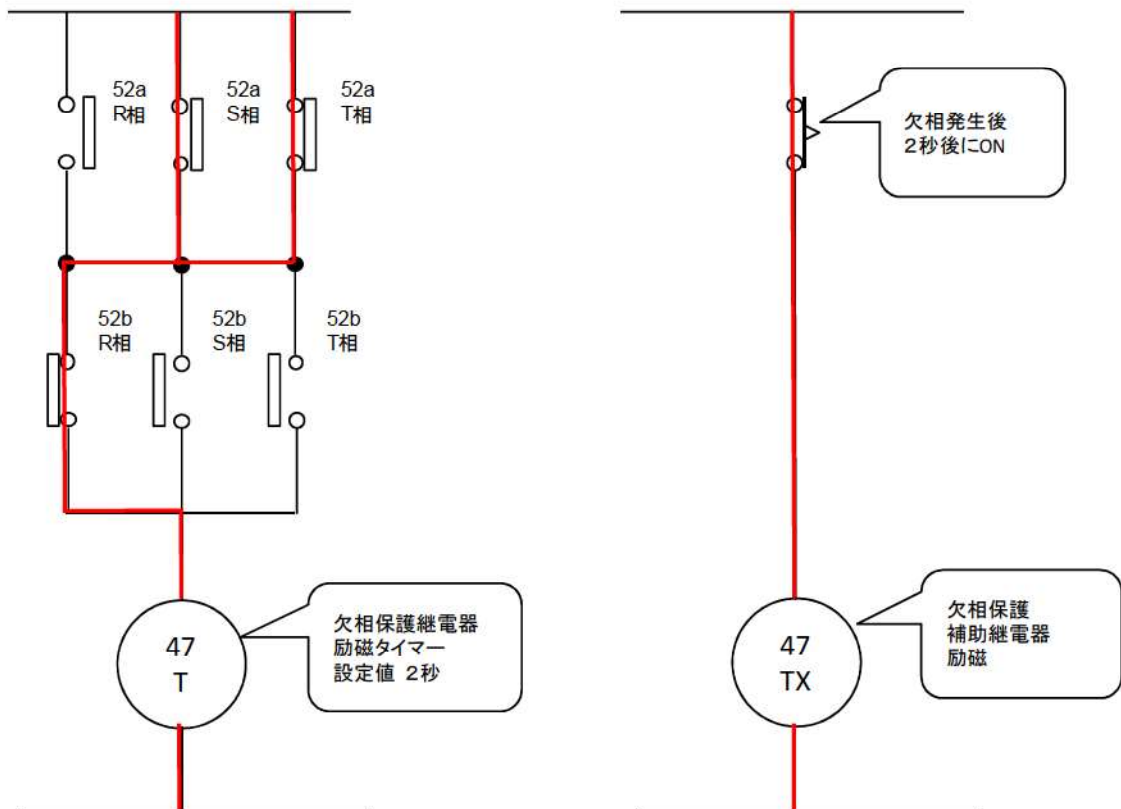 52a
R相
52a
S相
52a
T相
52b
R相
52b
S相
52b
T相
47
T
欠相保護継電器
励磁タイマー
設定値 2秒
欠相発生後
2秒後にON
47
TX
欠相保護
補助継電器
励磁